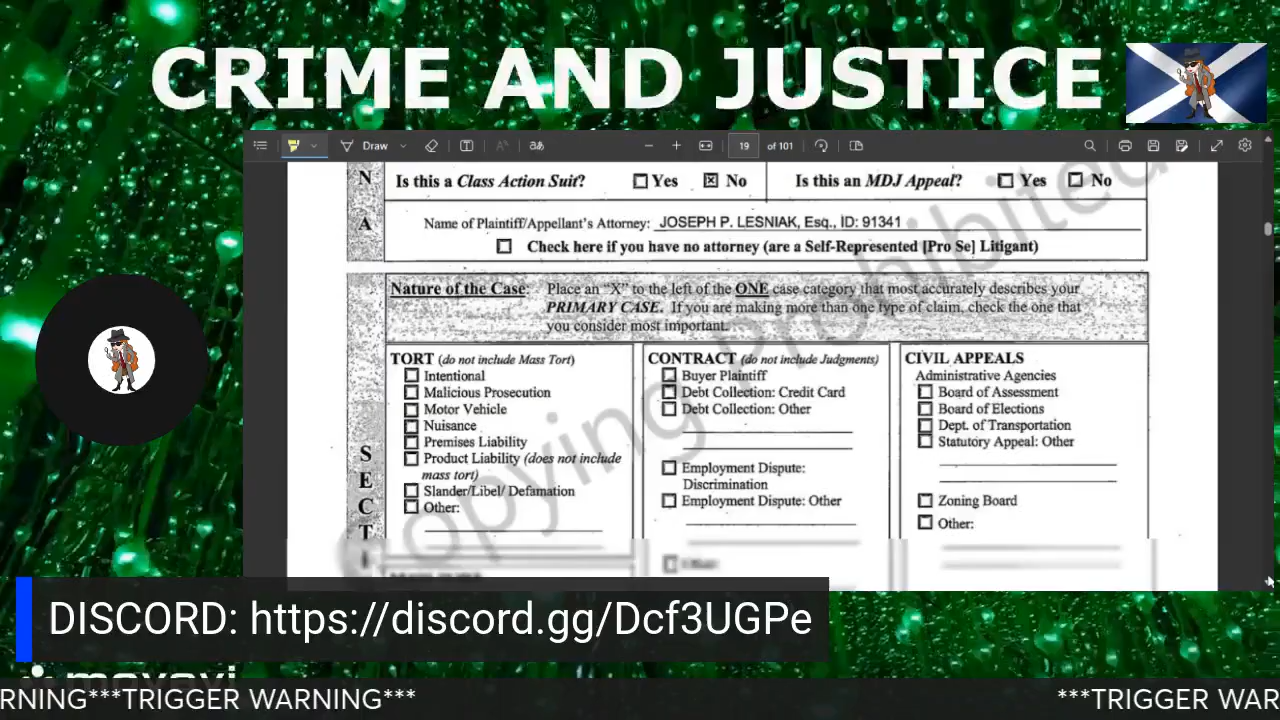 CRIME AND JUSTICE
Draw
19 of 101
N
Is this a Class Action Suit? Yes No Is this an MDJ Appeal? Yes No
A
Name of Plaintiff/Appellant's Attorney: JOSEPH P. LESNIAK, Esq., ID: 91341
Check here if you have no attorney (are a Self-Represented [Pro Se] Litigant)
Nature of the Case: Place an "X" to the left of the ONE case category that most accurately describes your
PRIMARY CASE. If you are making more than one type of claim, check the one that
you consider most important.
TORT (do not include Mass Tort)
Intentional
Malicious Prosecution
Motor Vehicle
Nuisance
Premises Liability
Product Liability (does not include
mass tort)
Slander/Libel/ Defamation
Other:
CONTRACT (do not include Judgments)
Buyer Plaintiff
Debt Collection: Credit Card
Debt Collection: Other
Employment Dispute:
Discrimination
Employment Dispute: Other
CIVIL APPEALS
Administrative Agencies
Board of Assessment
Board of Elections
Dept. of Transportation
Statutory Appeal: Other
Zoning Board
Other:
S
E
C
T
I
Copying Prohibited
DISCORD: https://discord.gg/Dcf3UGPe
RNING***TRIGGER WARNING*** ***TRIGGER WAR